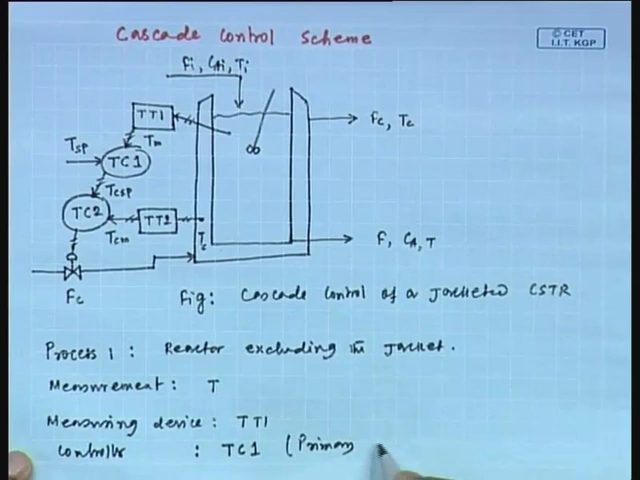 Cascade Control Scheme
© CET
I.I.T. KGP
Fi, CAi, Ti
TT1
Tm
Tsp
TC1
Fc, Tc
Tcsp
TC2
TT2
Tcm
Tc
F, CA, T
Fc
Fig: Cascade Control of a Jacketed CSTR
Process 1 : Reactor excluding the Jacket.
Measurement : T
Measuring device : TT1
Controller : TC1 (Primary